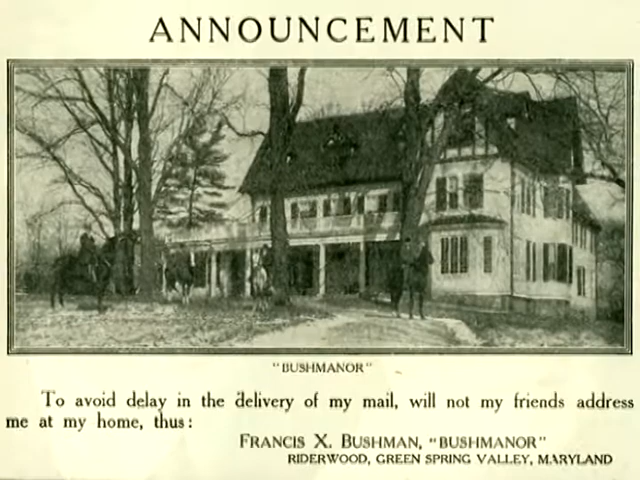 ANNOUNCEMENT
"BUSHMANOR"
To avoid delay in the delivery of my mail, will not my friends address
me at my home, thus:
FRANCIS X. BUSHMAN, "BUSHMANOR"
RIDERWOOD, GREEN SPRING VALLEY, MARYLAND